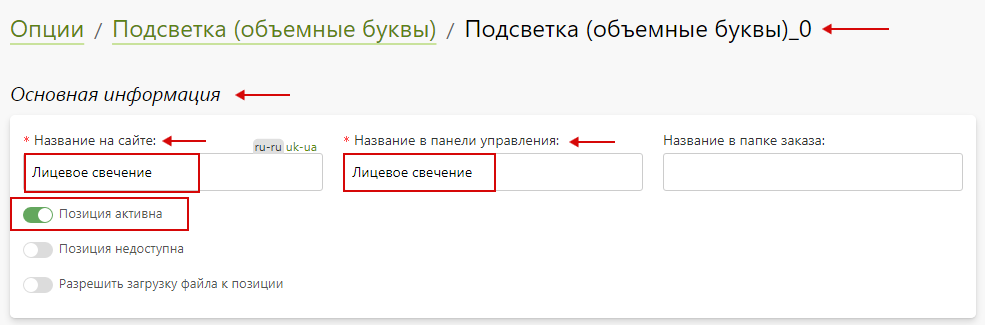 Опции / Подсветка (объемные буквы) / Подсветка (объемные буквы)_0
Основная информация
* Название на сайте: ru-ru uk-ua * Название в панели управления: Название в папке заказа:
Лицевое свечение Лицевое свечение
Позиция активна
Позиция недоступна
Разрешить загрузку файла к позиции